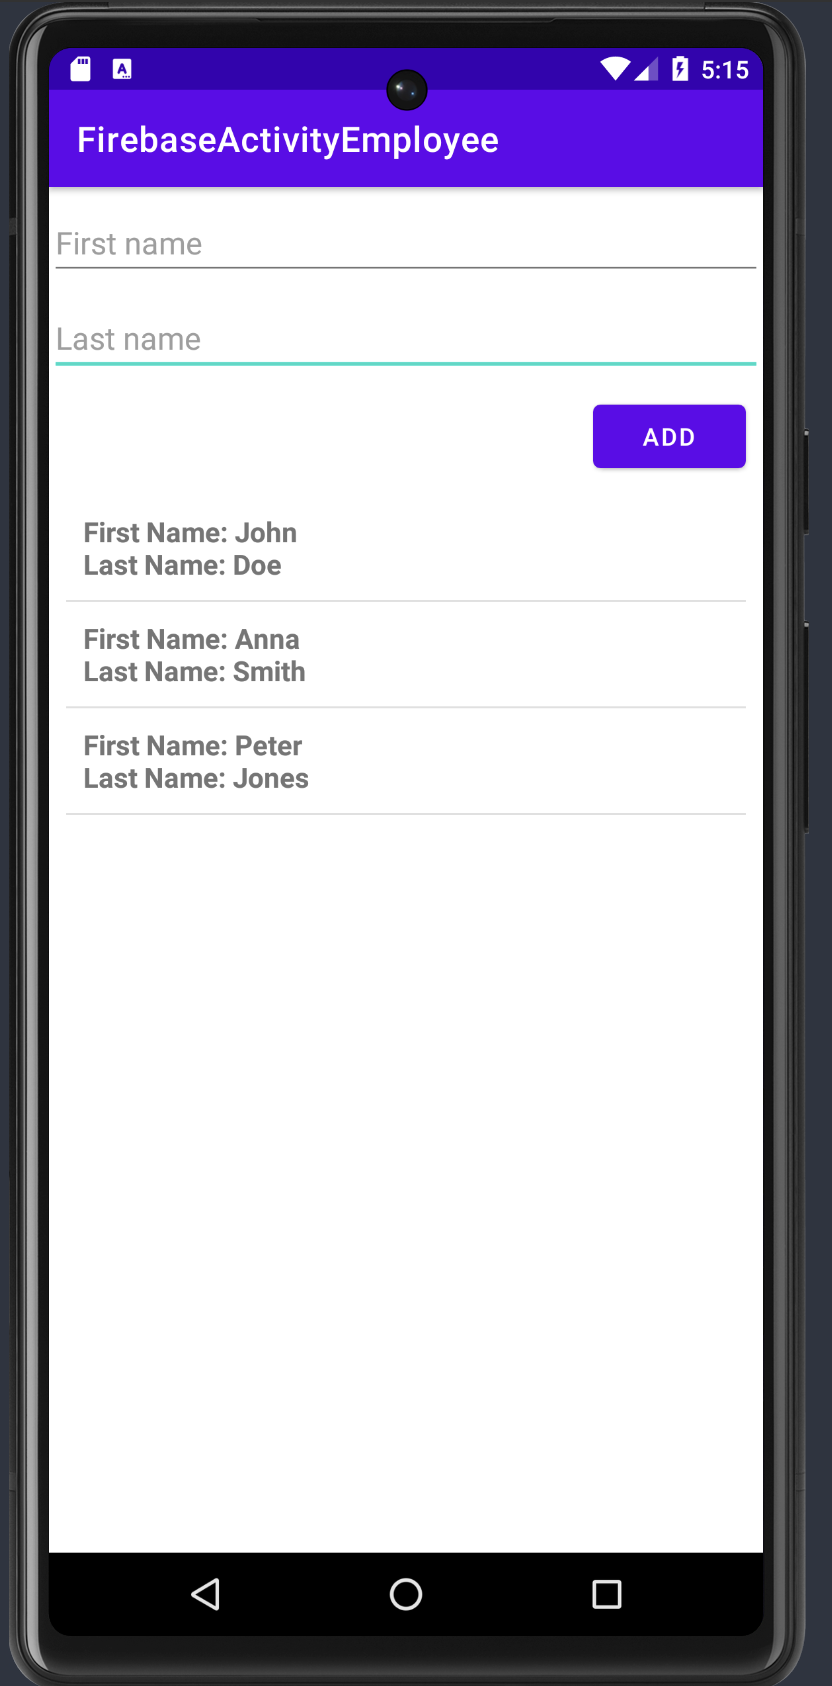 5:15
FirebaseActivityEmployee
First name
Last name
ADD
First Name: John
Last Name: Doe
First Name: Anna
Last Name: Smith
First Name: Peter
Last Name: Jones